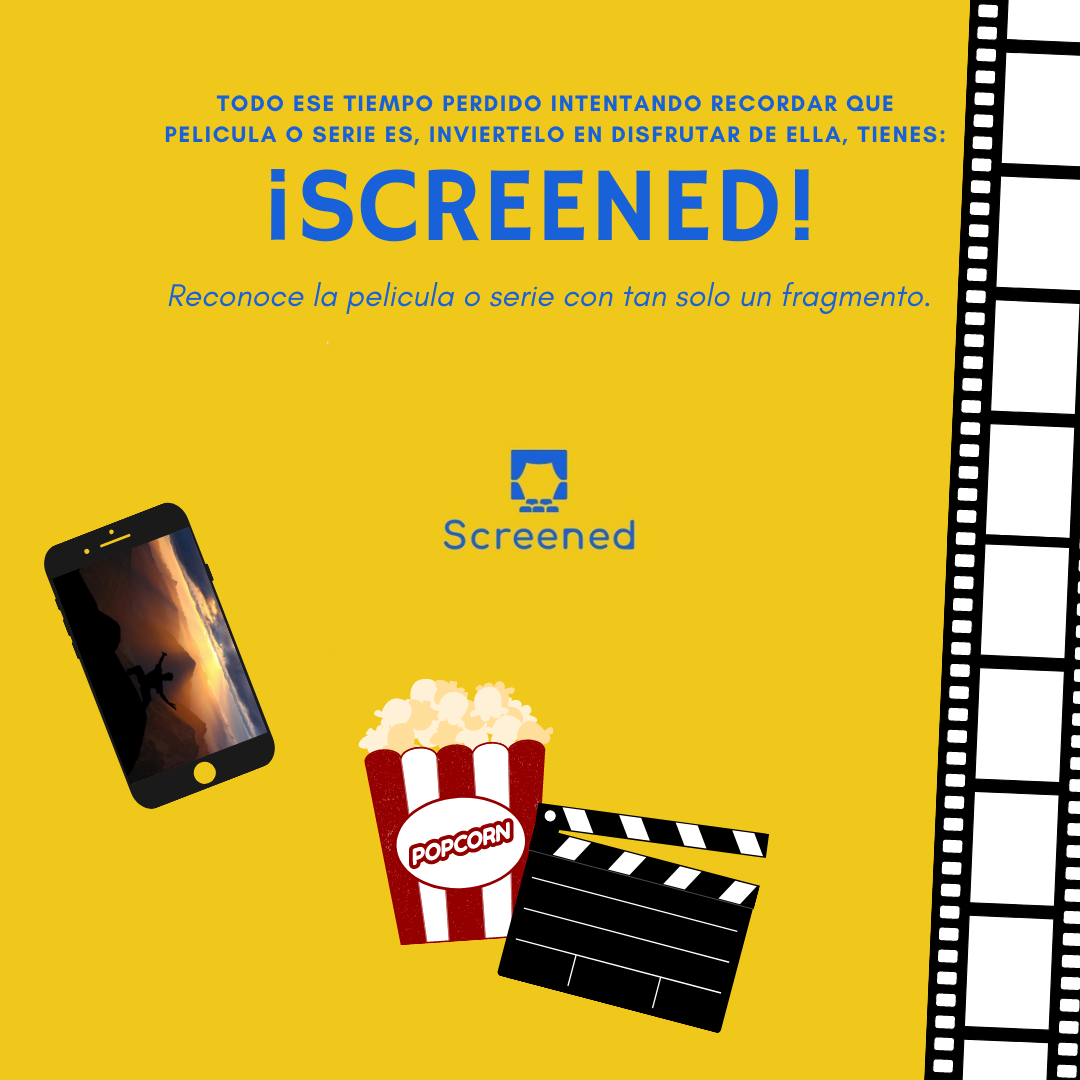 TODO ESE TIEMPO PERDIDO INTENTANDO RECORDAR QUE
PELICULA O SERIE ES, INVIERTELO EN DISFRUTAR DE ELLA, TIENES:
¡SCREENED!
Reconoce la pelicula o serie con tan solo un fragmento.
Screened
POPCORN